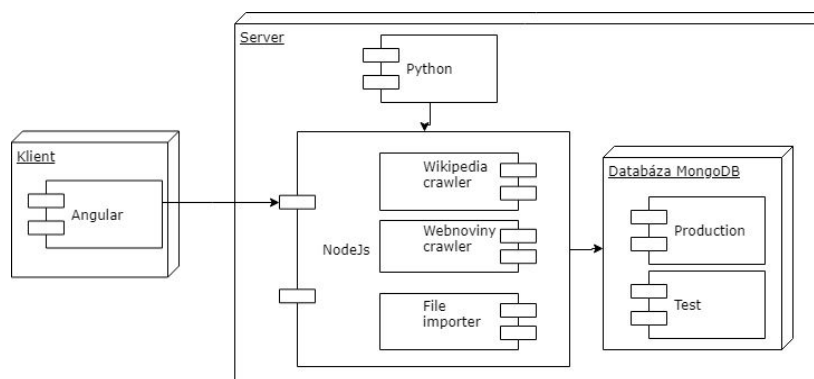 Server
Python
Klient
Angular
NodeJs
Wikipedia
crawler
Webnoviny
crawler
File
importer
Databáza MongoDB
Production
Test